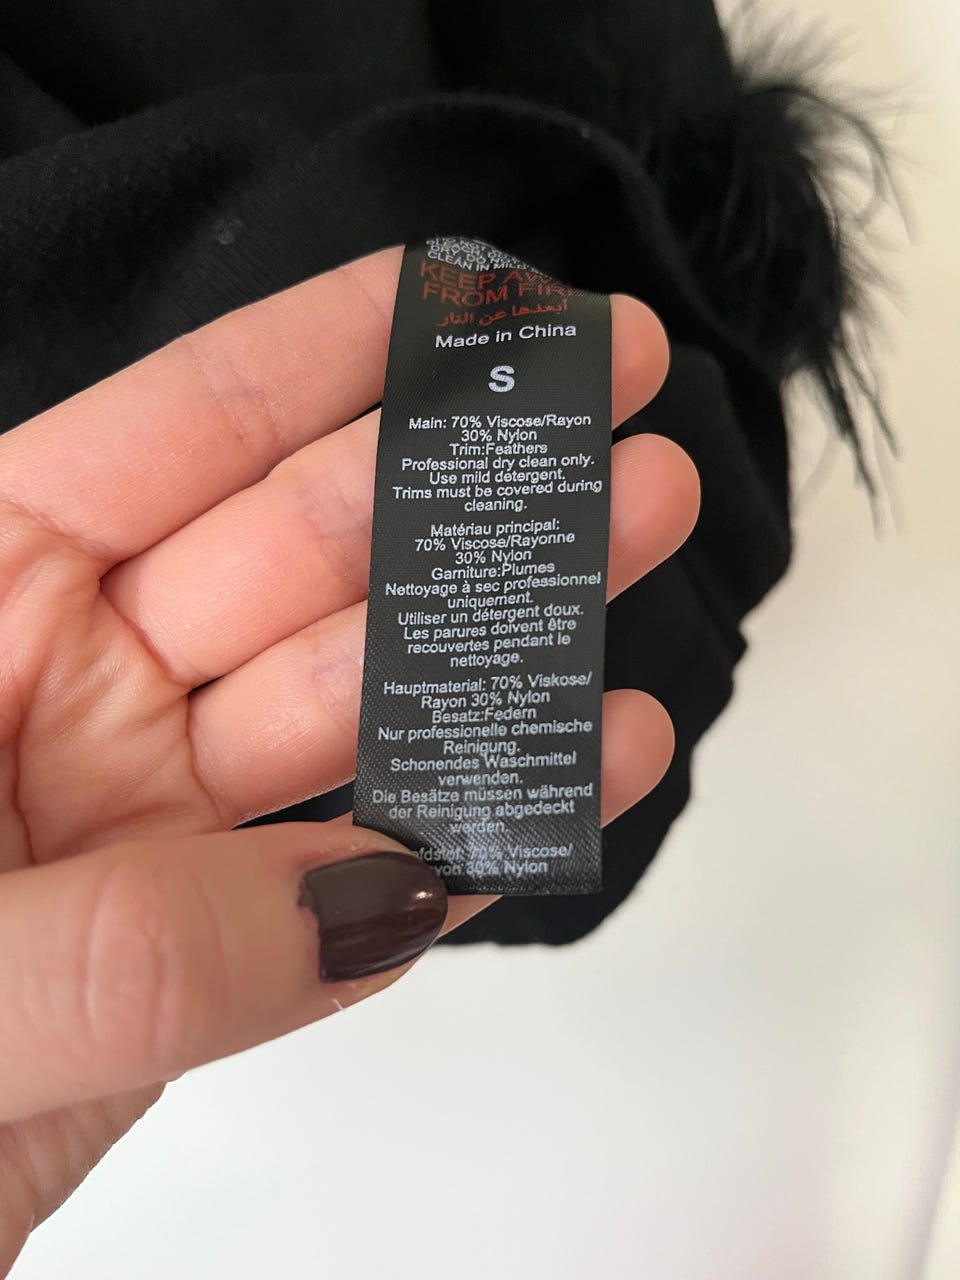 CLEAN IN MILD
KEEP AWAY
FROM FIRE
أبعدها عن النار
Made in China
S
Main: 70% Viscose/Rayon
30% Nylon
Trim:Feathers
Professional dry clean only.
Use mild detergent.
Trims must be covered during
cleaning.
Matériau principal:
70% Viscose/Rayonne
30% Nylon
Garniture:Plumes
Nettoyage à sec professionnel
uniquement.
Utiliser un détergent doux.
Les parures doivent être
recouvertes pendant le
nettoyage.
Hauptmaterial: 70% Viskose/
Rayon 30% Nylon
Besatz:Federn
Nur professionelle chemische
Reinigung.
Schonendes Waschmittel
verwenden.
Die Besätze müssen während
der Reinigung abgedeckt
werden.
70% Viscose/
30% Nylon